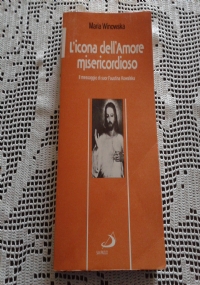 Maria Winowska
L'icona dell'Amore
misericordioso
Il messaggio di suor Faustina Kowalska